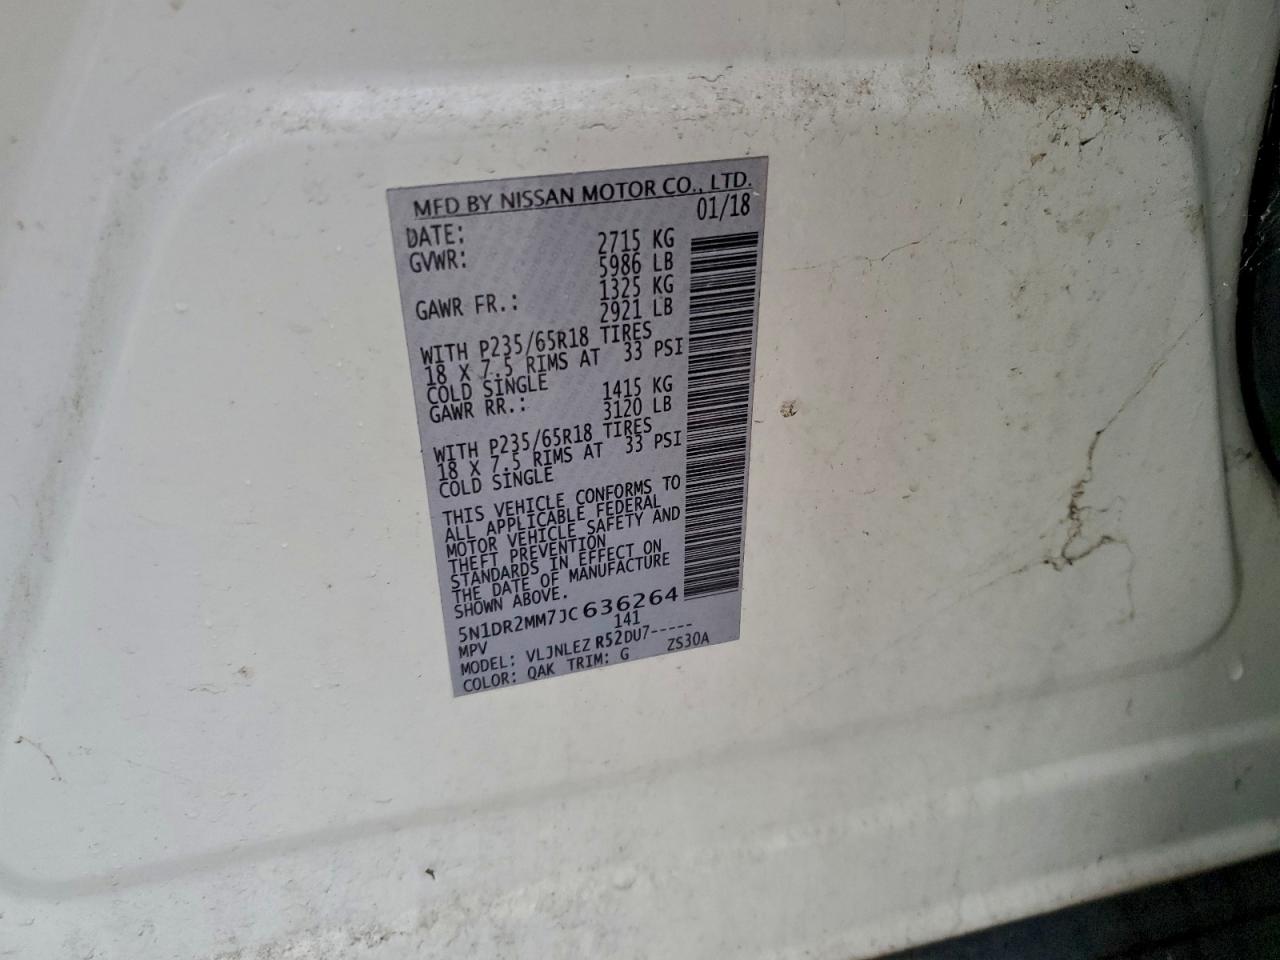 MFD BY NISSAN MOTOR CO., LTD.
DATE: 01/18
GVWR: 2715 KG
5986 LB
GAWR FR.: 1325 KG
2921 LB
WITH P235/65R18 TIRES
18 X 7.5 RIMS AT 33 PSI
COLD SINGLE
GAWR RR.: 1415 KG
3120 LB
WITH P235/65R18 TIRES
18 X 7.5 RIMS AT 33 PSI
COLD SINGLE
THIS VEHICLE CONFORMS TO
ALL APPLICABLE FEDERAL
MOTOR VEHICLE SAFETY AND
THEFT PREVENTION
STANDARDS IN EFFECT ON
THE DATE OF MANUFACTURE
SHOWN ABOVE.
5N1DR2MM7JC636264
MPV 141
MODEL: VLJNLEZ R52DU7-----
COLOR: QAK TRIM: G ZS30A